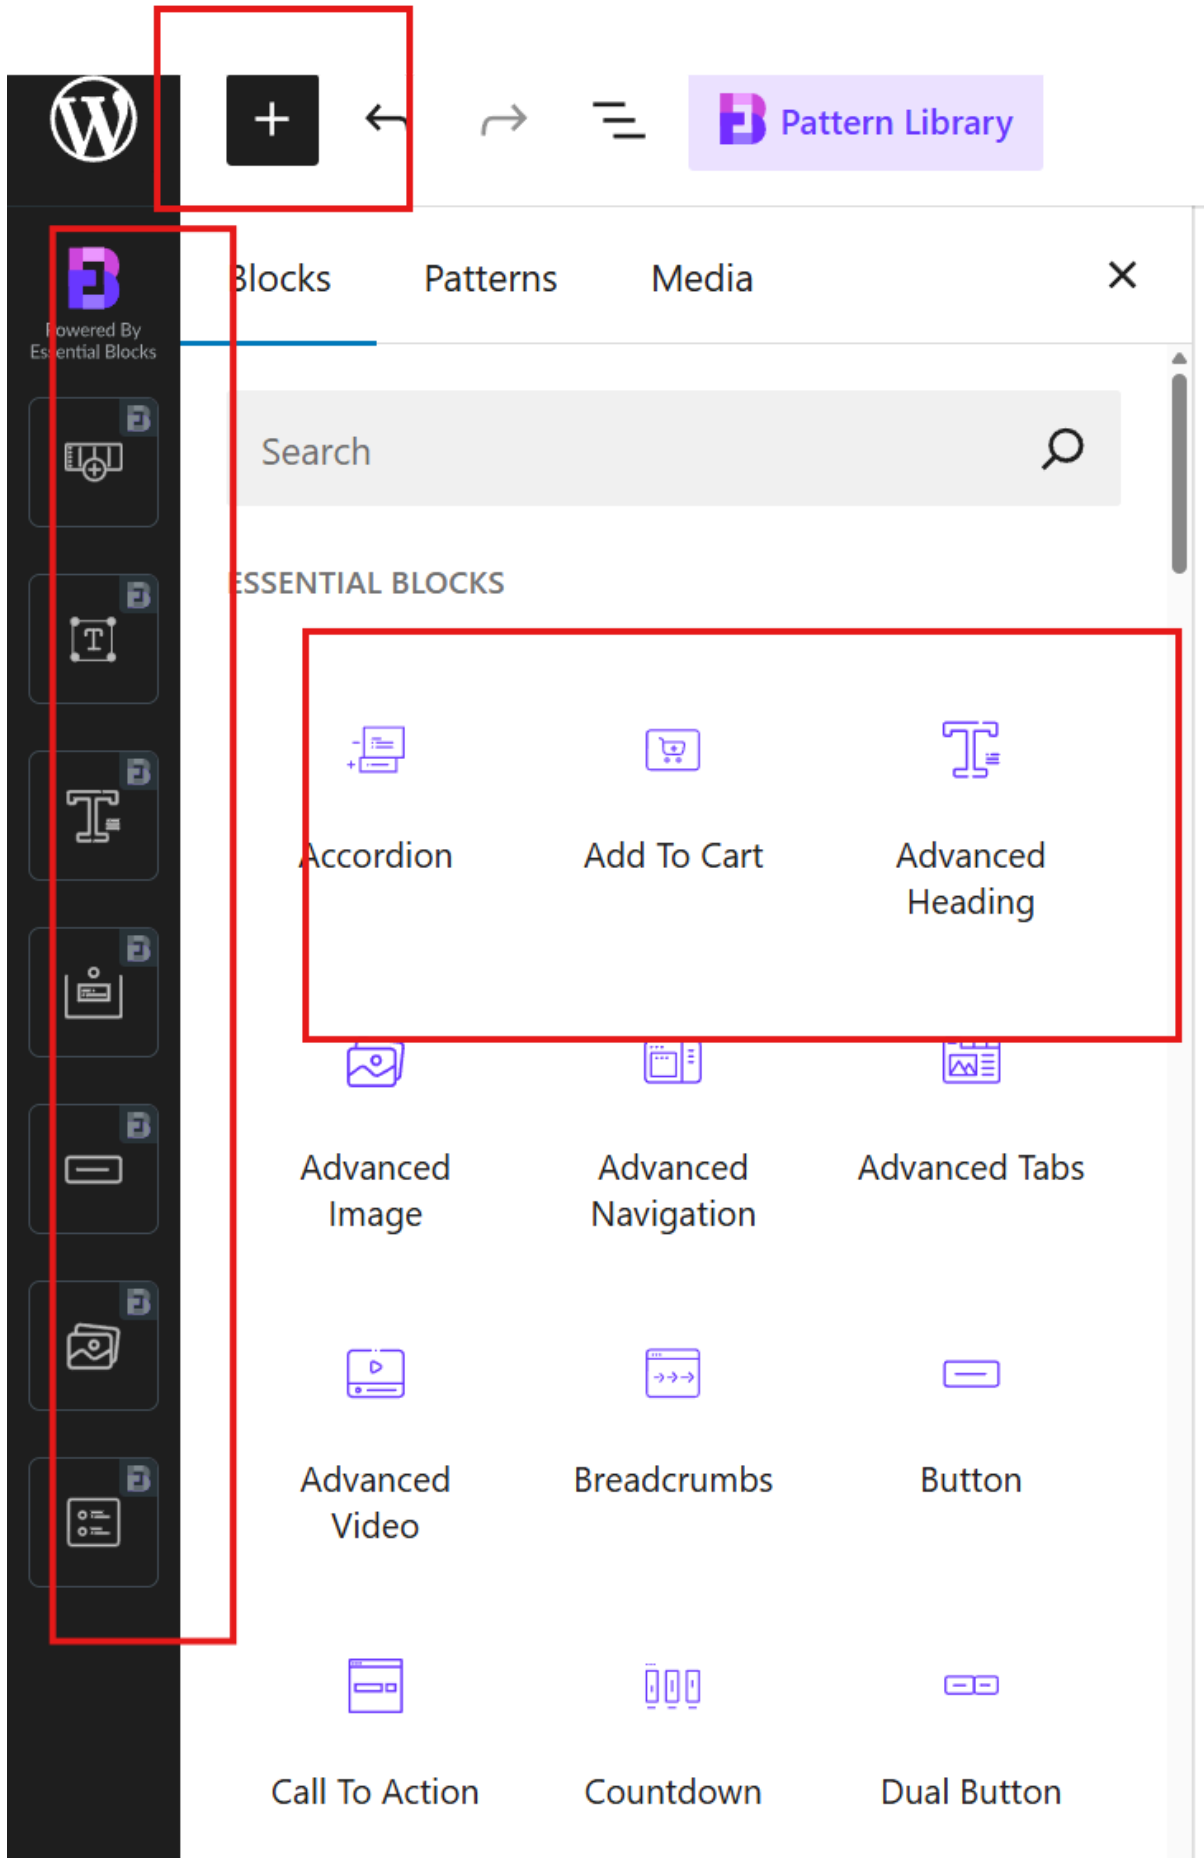 Pattern Library
Powered By
Essential Blocks
Blocks
Patterns
Media
Search
ESSENTIAL BLOCKS
Accordion
Add To Cart
Advanced
Heading
Advanced
Image
Advanced
Navigation
Advanced Tabs
Advanced
Video
Breadcrumbs
Button
Call To Action
Countdown
Dual Button